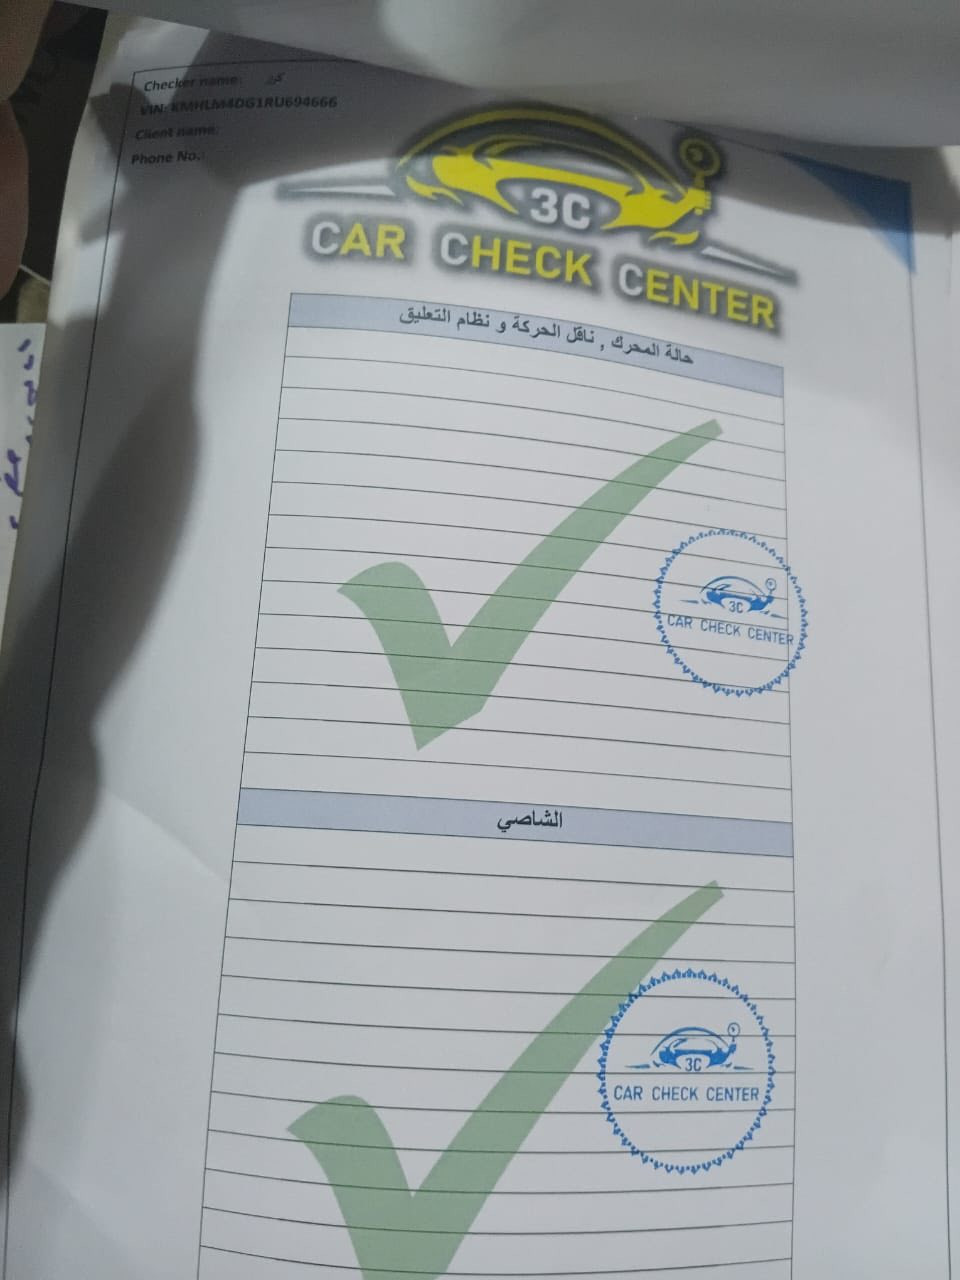 Checker name:
VIN: KMHLM4DG1RU694666
Client name:
Phone No.:
3C
CAR CHECK CENTER
حالة المحرك , ناقل الحركة و نظام التعليق
3C
CAR CHECK CENTER
الشاصي
3C
CAR CHECK CENTER